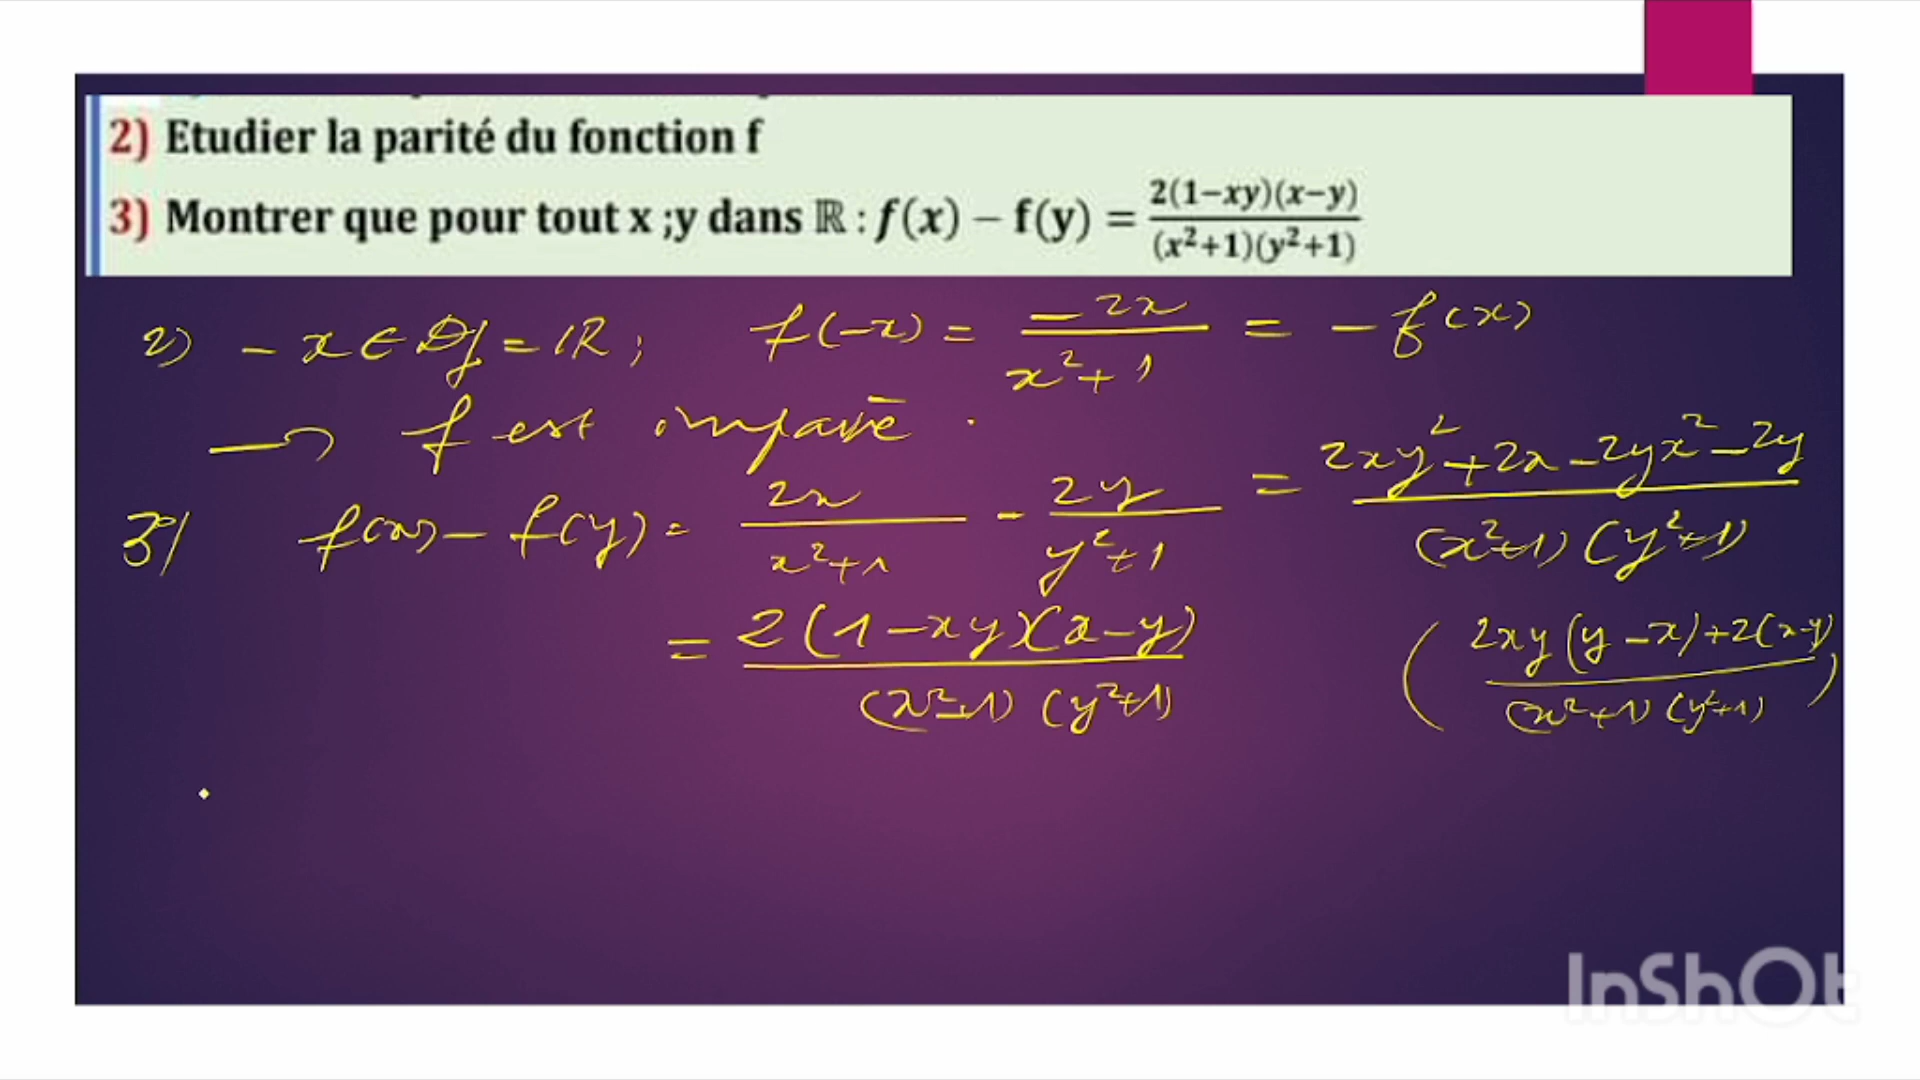 2) Etudier la parité du fonction f
3) Montrer que pour tout x ;y dans ℝ : f(x) − f(y) = 2(1−xy)(x−y) / (x²+1)(y²+1)
2) -x ∈ Df = ℝ ; f(-x) = -2x / x²+1 = -f(x)
→ f est impaire .
3°/ f(x) - f(y) = 2x / x²+1 - 2y / y²+1 = 2xy²+2x-2yx²-2y / (x²+1)(y²+1)
= 2(1-xy)(x-y) / (x²+1)(y²+1) ( 2xy(y-x)+2(x-y) / (x²+1)(y²+1) )
InShOt